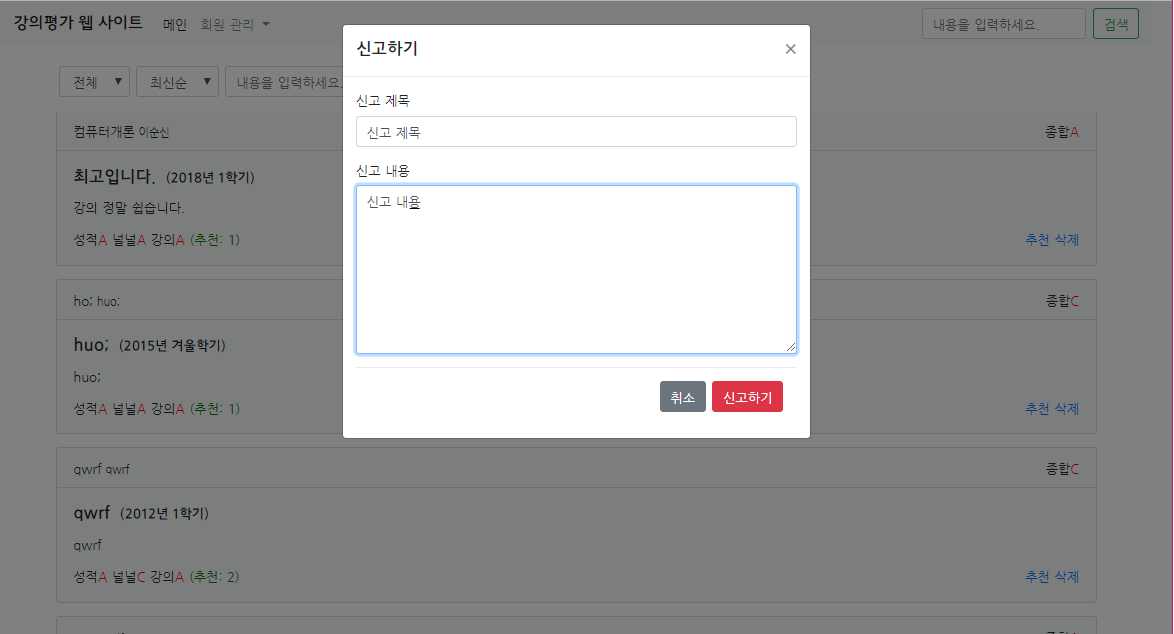 강의평가 웹 사이트 메인 회원 관리 내용을 입력하세요. 검색
신고하기 ×
전체 최신순 내용을 입력하세요.
신고 제목
신고 제목
신고 내용
신고 내용
취소 신고하기
컴퓨터개론 이순신 종합A
최고입니다. (2018년 1학기)
강의 정말 쉽습니다.
성적A 널널A 강의A (추천: 1) 추천 삭제
ho; huo; 종합C
huo; (2015년 겨울학기)
huo;
성적A 널널A 강의A (추천: 1) 추천 삭제
qwrf qwrf 종합C
qwrf (2012년 1학기)
qwrf
성적A 널널C 강의A (추천: 2) 추천 삭제